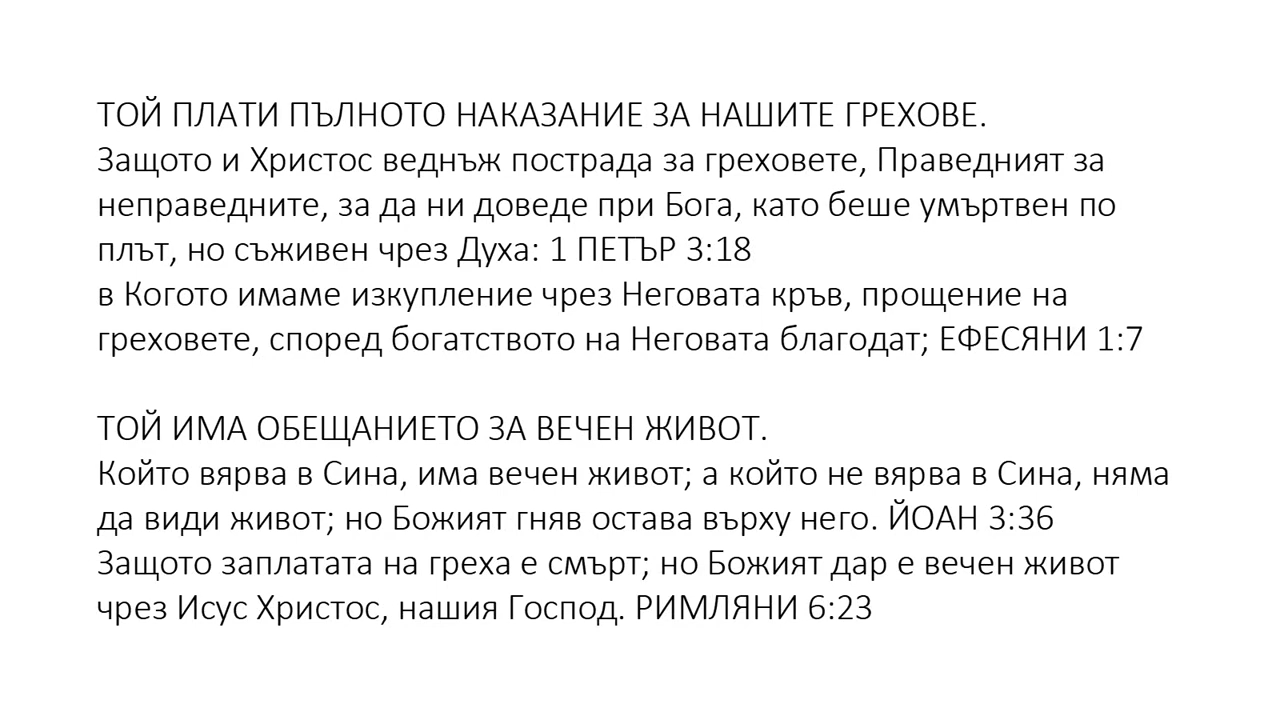 ТОЙ ПЛАТИ ПЪЛНОТО НАКАЗАНИЕ ЗА НАШИТЕ ГРЕХОВЕ.
Защото и Христос веднъж пострада за греховете, Праведният за
неправедните, за да ни доведе при Бога, като беше умъртвен по
плът, но съживен чрез Духа: 1 ПЕТЪР 3:18
в Когото имаме изкупление чрез Неговата кръв, прощение на
греховете, според богатството на Неговата благодат; ЕФЕСЯНИ 1:7
ТОЙ ИМА ОБЕЩАНИЕТО ЗА ВЕЧЕН ЖИВОТ.
Който вярва в Сина, има вечен живот; а който не вярва в Сина, няма
да види живот; но Божият гняв остава върху него. ЙОАН 3:36
Защото заплатата на греха е смърт; но Божият дар е вечен живот
чрез Исус Христос, нашия Господ. РИМЛЯНИ 6:23